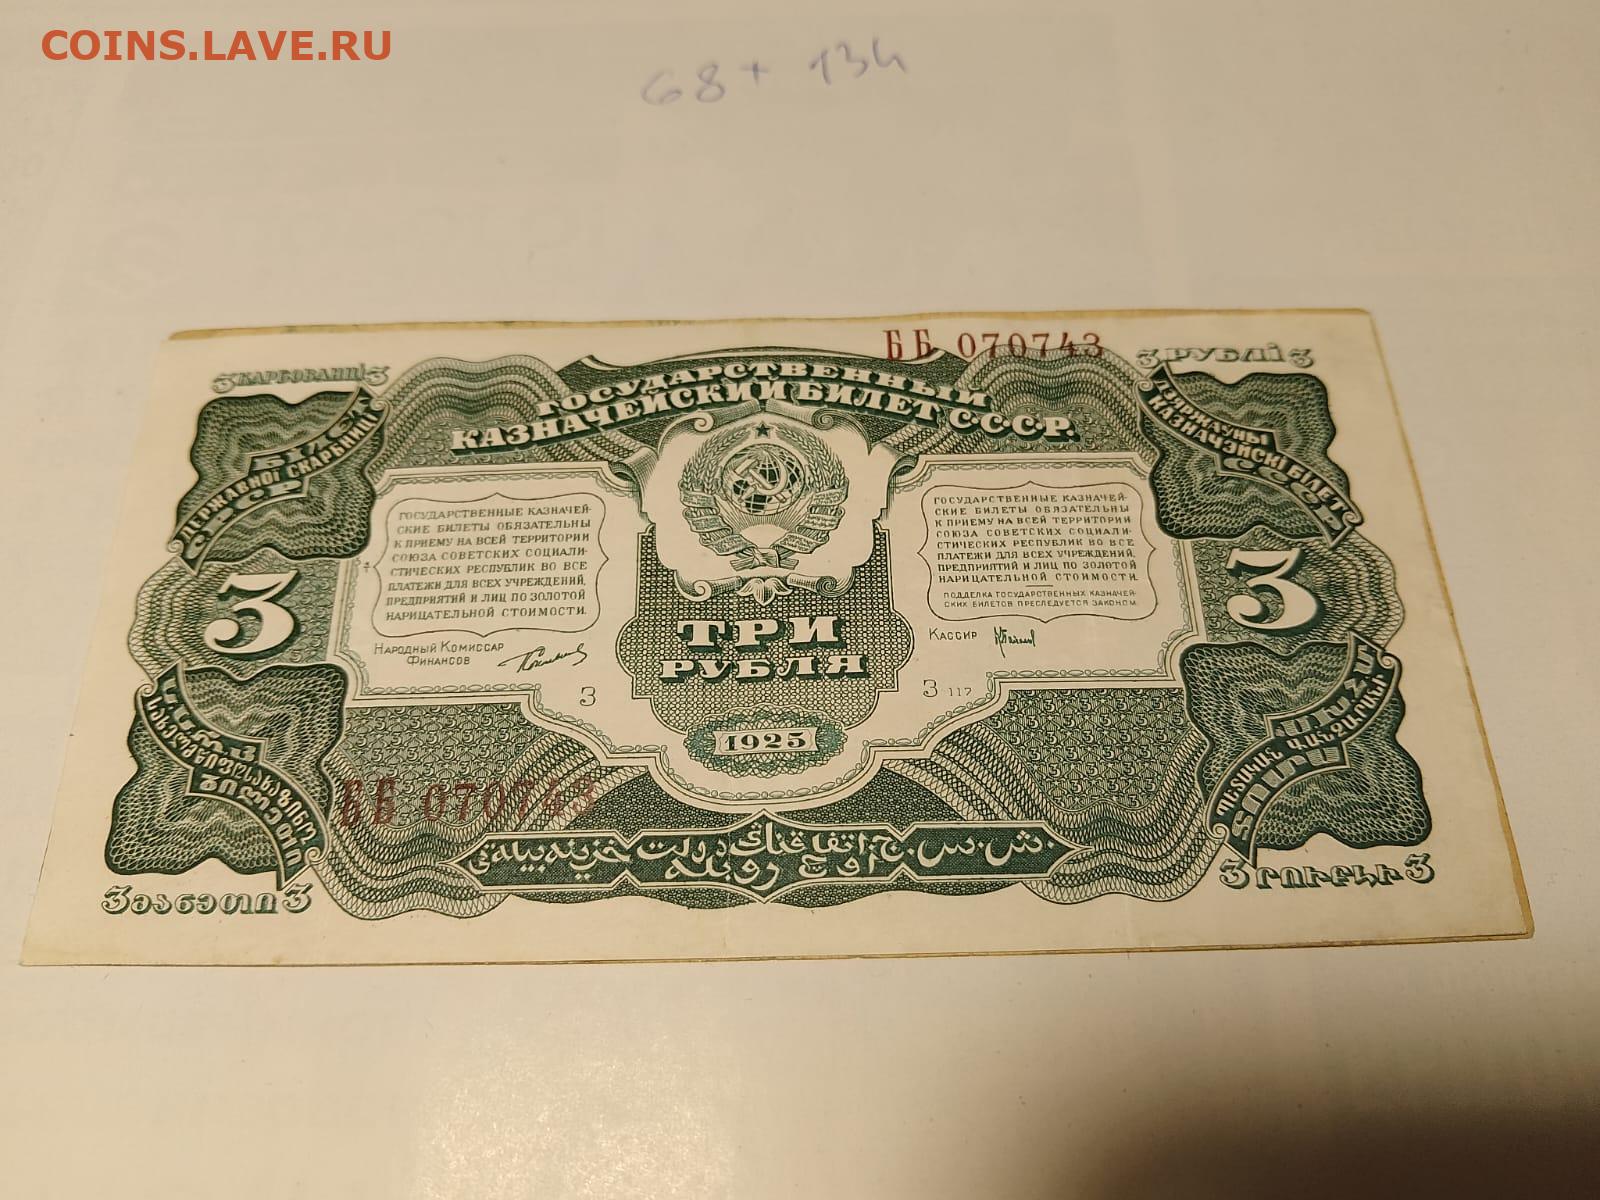 COINS.LAVE.RU
68 + 134
ББ 070743
3 КАРБОВАНЦІ 3
3 РУБЛІ 3
БІЛЕТ
ДЕРЖАВНОЇ СКАРБНИЦІ
С Р С Р
ГОСУДАРСТВЕННЫЙ
КАЗНАЧЕЙСКИЙ БИЛЕТ С.С.С.Р.
ДЗЯРЖАЎНЫ
КАЗНАЧЭЙСКІ БІЛЕТ
С С С Р
ГОСУДАРСТВЕННЫЕ КАЗНАЧЕЙ-
СКИЕ БИЛЕТЫ ОБЯЗАТЕЛЬНЫ
К ПРИЕМУ НА ВСЕЙ ТЕРРИТОРИИ
СОЮЗА СОВЕТСКИХ СОЦИАЛИ-
СТИЧЕСКИХ РЕСПУБЛИК ВО ВСЕ
ПЛАТЕЖИ ДЛЯ ВСЕХ УЧРЕЖДЕНИЙ,
ПРЕДПРИЯТИЙ И ЛИЦ ПО ЗОЛОТОЙ
НАРИЦАТЕЛЬНОЙ СТОИМОСТИ.
ГОСУДАРСТВЕННЫЕ КАЗНАЧЕЙ-
СКИЕ БИЛЕТЫ ОБЯЗАТЕЛЬНЫ
К ПРИЕМУ НА ВСЕЙ ТЕРРИТОРИИ
СОЮЗА СОВЕТСКИХ СОЦИАЛИ-
СТИЧЕСКИХ РЕСПУБЛИК ВО ВСЕ
ПЛАТЕЖИ ДЛЯ ВСЕХ УЧРЕЖДЕНИЙ,
ПРЕДПРИЯТИЙ И ЛИЦ ПО ЗОЛОТОЙ
НАРИЦАТЕЛЬНОЙ СТОИМОСТИ.
ПОДДЕЛКА ГОСУДАРСТВЕННЫХ КАЗНАЧЕЙ-
СКИХ БИЛЕТОВ ПРЕСЛЕДУЕТСЯ ЗАКОНОМ.
3
3
НАРОДНЫЙ КОМИССАР
ФИНАНСОВ
КАССИР
ТРИ
РУБЛЯ
З
З 117
1925
ББ 070743
სახელმწიფო სახაზინო
ბილეთი
3 მანეთი 3
3 ՌՈՒԲԼԻ 3